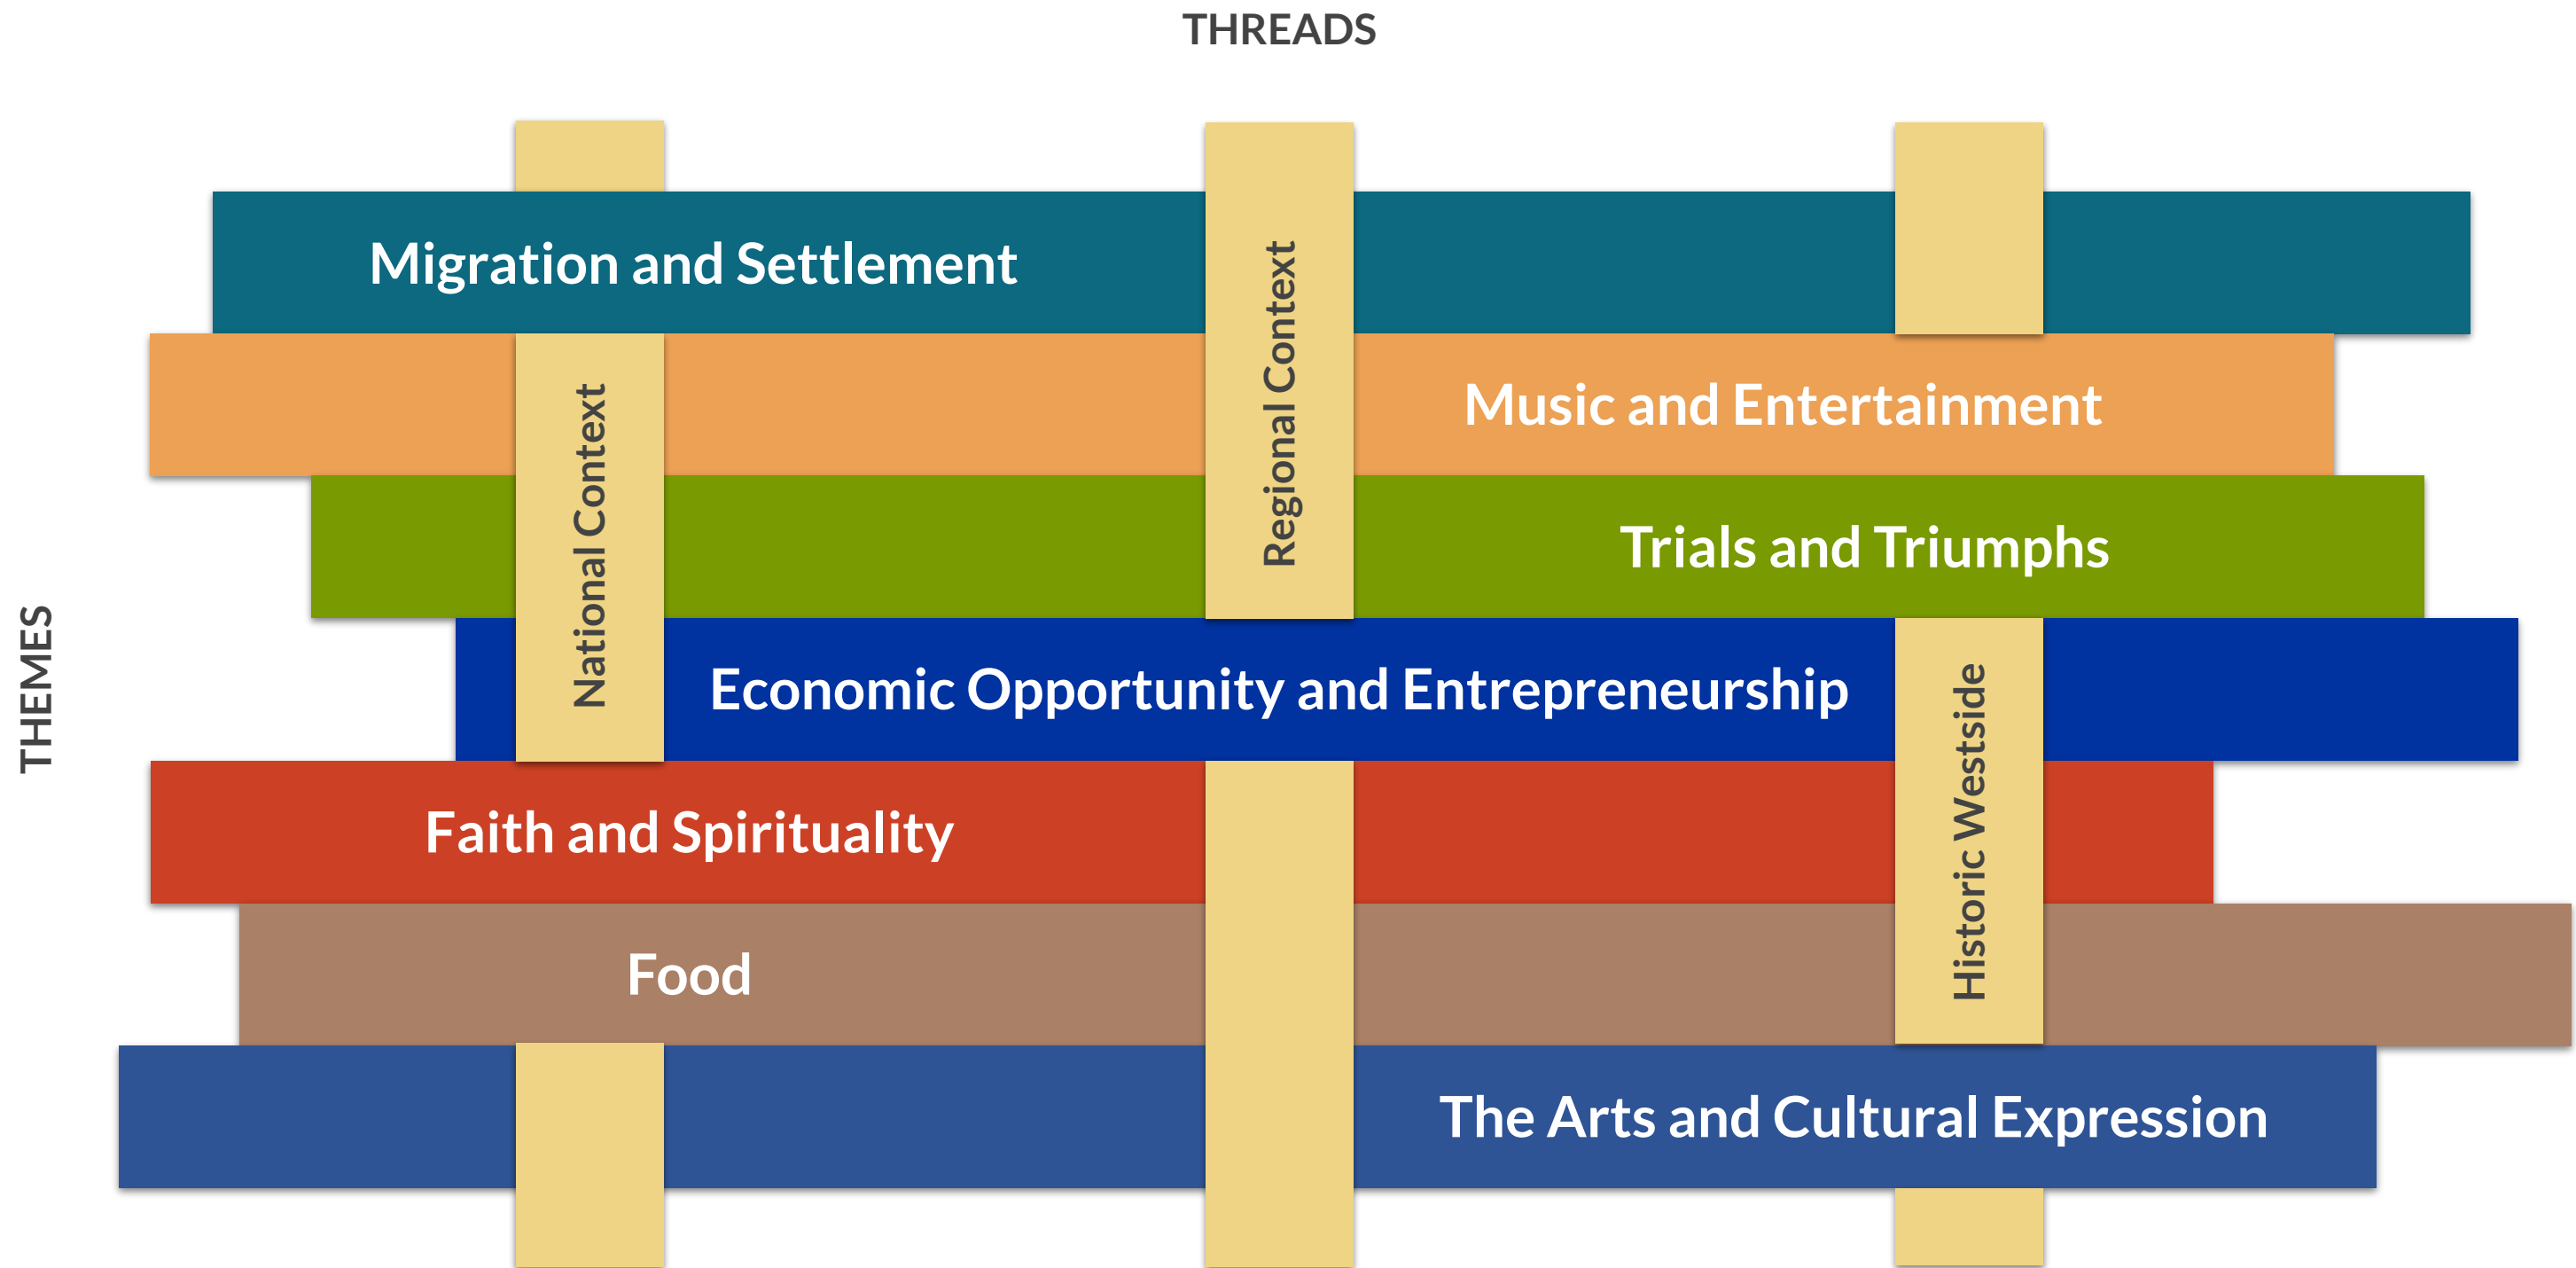 THREADS
Migration and Settlement
Regional Context
Music and Entertainment
National Context
Trials and Triumphs
THEMES
Economic Opportunity and Entrepreneurship
Historic Westside
Faith and Spirituality
Food
The Arts and Cultural Expression